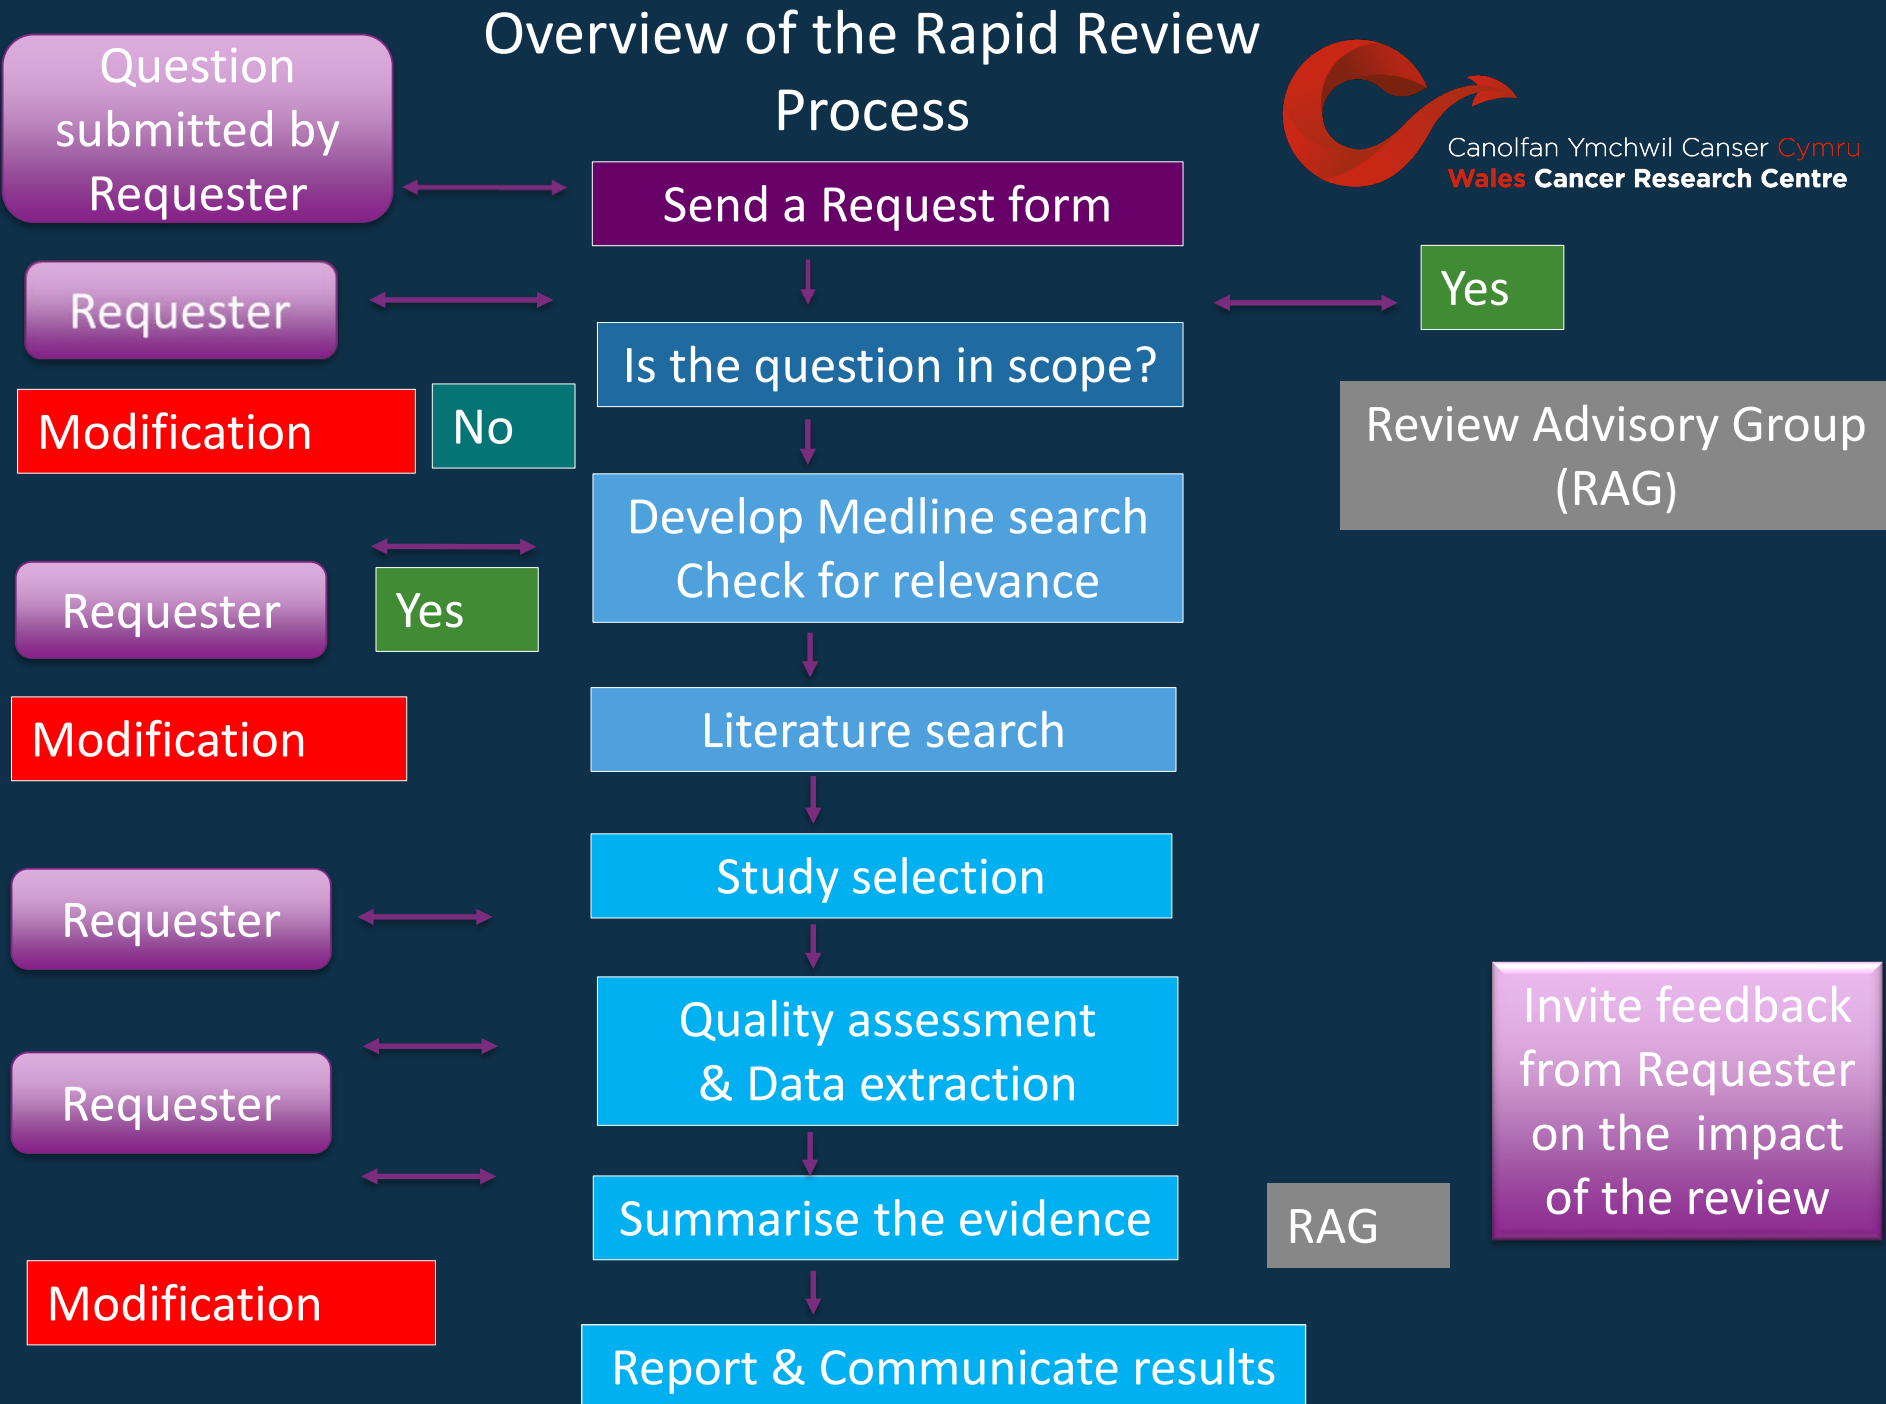 Overview of the Rapid Review
Process
Question
submitted by
Requester
Canolfan Ymchwil Canser Cymru
Wales Cancer Research Centre
Send a Request form
Requester
Yes
Is the question in scope?
Modification
No
Review Advisory Group
(RAG)
Develop Medline search
Check for relevance
Requester
Yes
Modification
Literature search
Requester
Study selection
Requester
Quality assessment
& Data extraction
Invite feedback
from Requester
on the impact
of the review
Summarise the evidence
RAG
Modification
Report & Communicate results